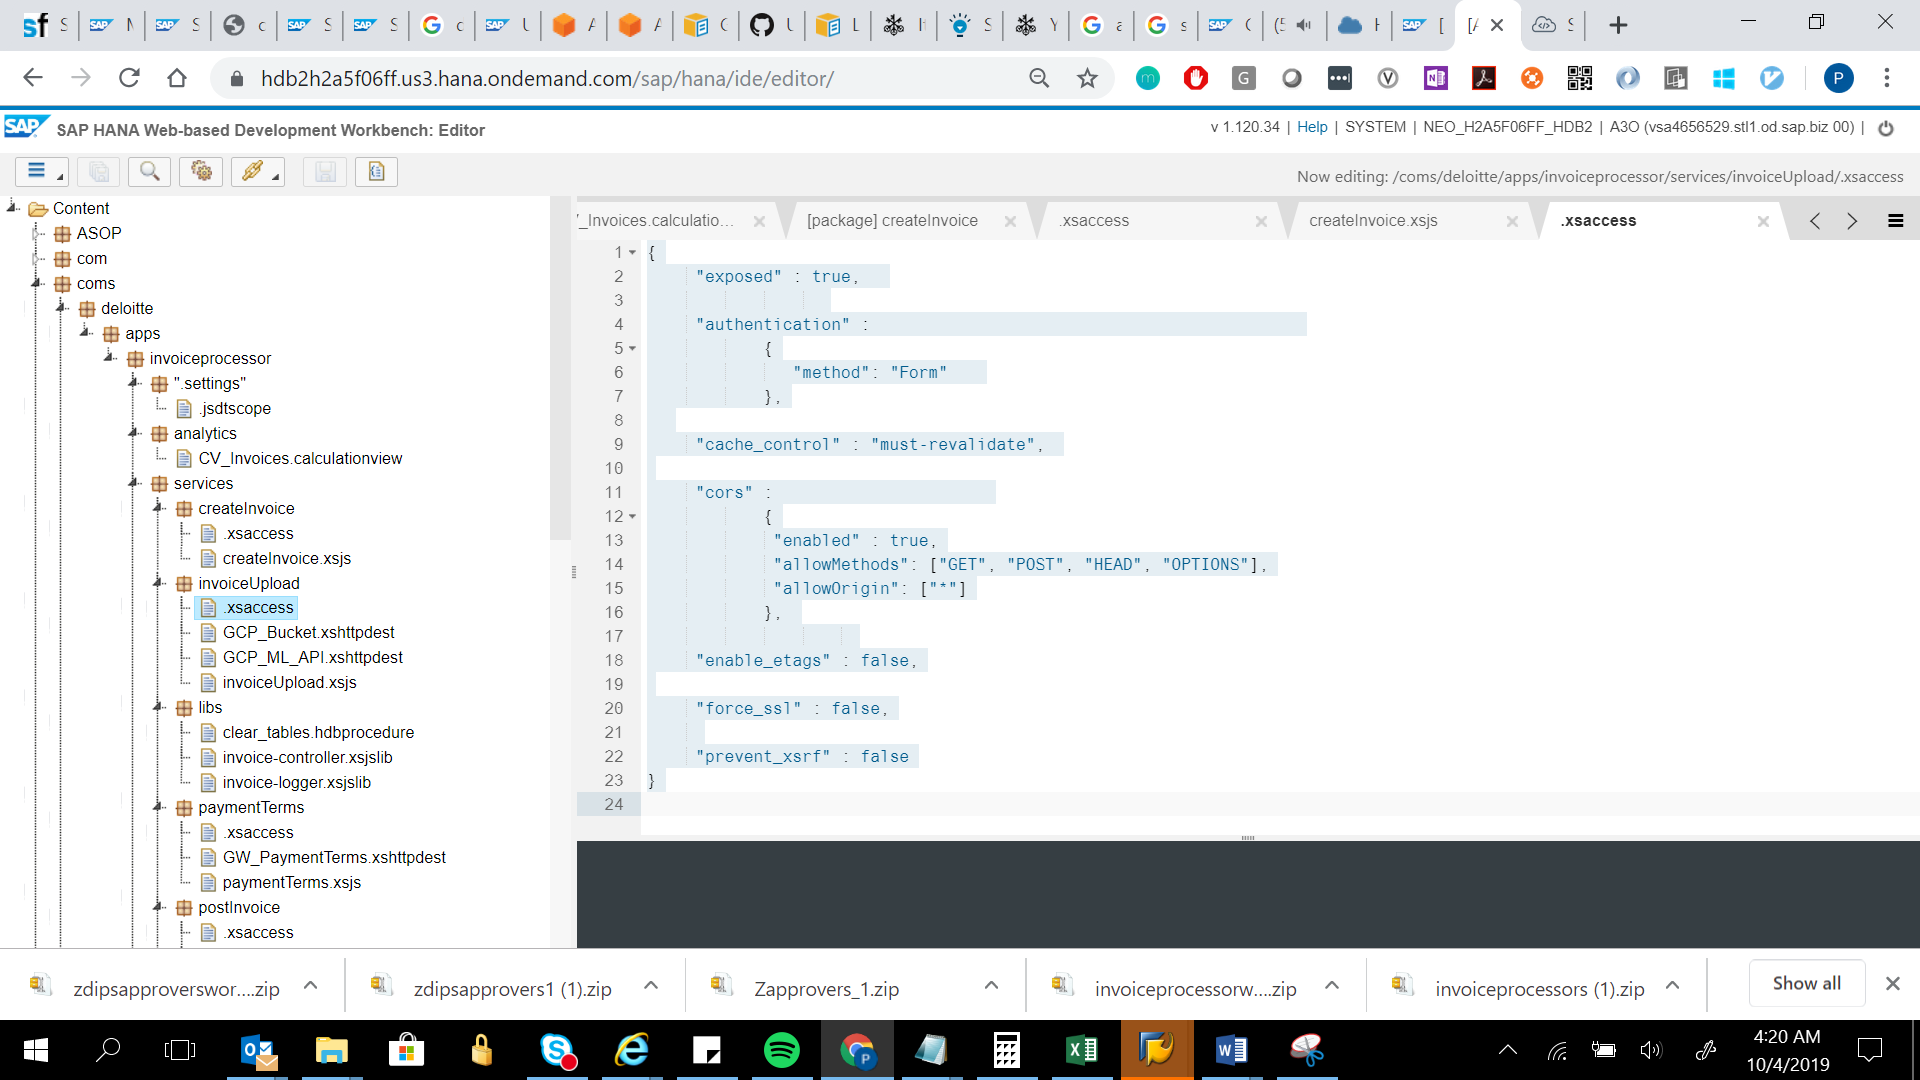 hdb2h2a5f06ff.us3.hana.ondemand.com/sap/hana/ide/editor/
SAP SAP HANA Web-based Development Workbench: Editor
v 1.120.34 | Help | SYSTEM | NEO_H2A5F06FF_HDB2 | A3O (vsa4656529.stl1.od.sap.biz 00) |
Now editing: /coms/deloitte/apps/invoiceprocessor/services/invoiceUpload/.xsaccess
_Invoices.calculatio...
[package] createInvoice
.xsaccess
createInvoice.xsjs
.xsaccess
Content
ASOP
com
coms
deloitte
apps
invoiceprocessor
".settings"
.jsdtscope
analytics
CV_Invoices.calculationview
services
createInvoice
.xsaccess
createInvoice.xsjs
invoiceUpload
.xsaccess
GCP_Bucket.xshttpdest
GCP_ML_API.xshttpdest
invoiceUpload.xsjs
libs
clear_tables.hdbprocedure
invoice-controller.xsjslib
invoice-logger.xsjslib
paymentTerms
.xsaccess
GW_PaymentTerms.xshttpdest
paymentTerms.xsjs
postInvoice
.xsaccess
1 {
2 "exposed" : true,
3
4 "authentication" :
5 {
6 "method": "Form"
7 },
8
9 "cache_control" : "must-revalidate",
10
11 "cors" :
12 {
13 "enabled" : true,
14 "allowMethods": ["GET", "POST", "HEAD", "OPTIONS"],
15 "allowOrigin": ["*"]
16 },
17
18 "enable_etags" : false,
19
20 "force_ssl" : false,
21
22 "prevent_xsrf" : false
23 }
24
zdipsapproverswor....zip
zdipsapprovers1 (1).zip
Zapprovers_1.zip
invoiceprocessorw....zip
invoiceprocessors (1).zip
Show all
4:20 AM
10/4/2019